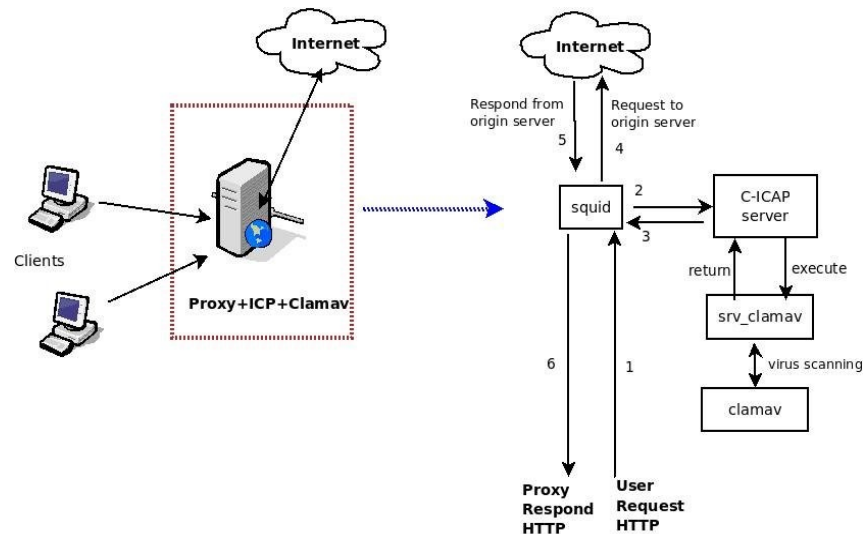 Internet
Clients
Proxy+ICP+Clamav
Internet
Respond from
origin server
5
Request to
origin server
4
squid
2
3
C-ICAP
server
return
execute
srv_clamav
virus scanning
clamav
6
1
Proxy
Respond
HTTP
User
Request
HTTP